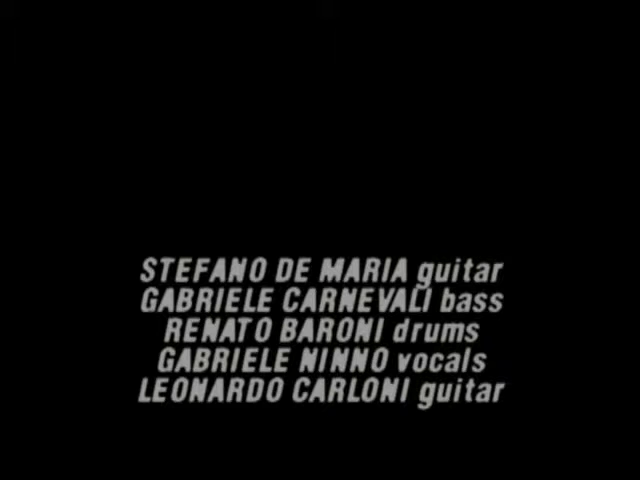 STEFANO DE MARIA guitar
GABRIELE CARNEVALI bass
RENATO BARONI drums
GABRIELE NINNO vocals
LEONARDO CARLONI guitar